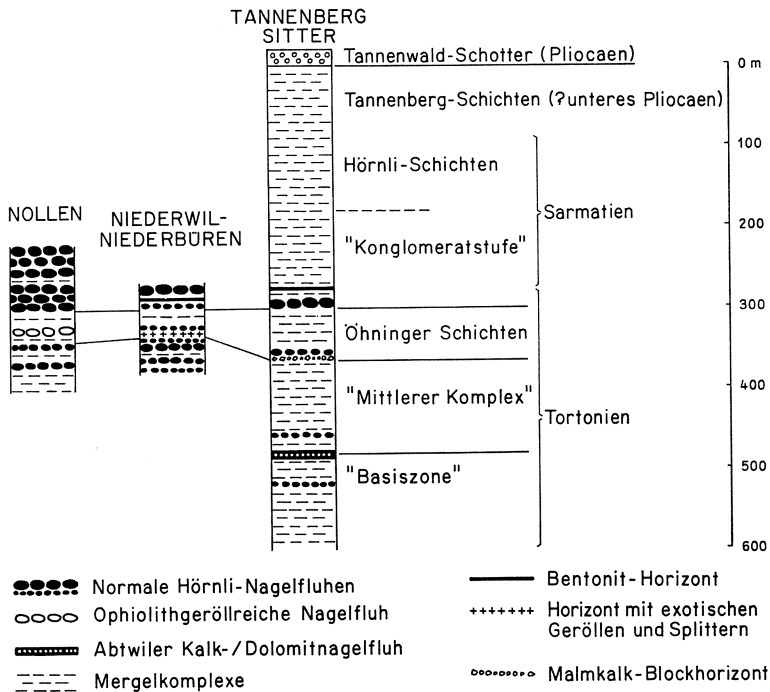 TANNENBERG
SITTER
Tannenwald-Schotter (Pliocaen)
0 m
Tannenberg-Schichten (?unteres Pliocaen)
100
Hörnli-Schichten
NOLLEN
NIEDERWIL-
NIEDERBÜREN
200
Sarmatien
"Konglomeratstufe"
300
Öhninger Schichten
400
"Mittlerer Komplex"
Tortonien
"Basiszone"
500
600
Normale Hörnli-Nagelfluhen
Ophiolithgeröllreiche Nagelfluh
Abtwiler Kalk-/Dolomitnagelfluh
Mergelkomplexe
Bentonit-Horizont
Horizont mit exotischen
Geröllen und Splittern
Malmkalk-Blockhorizont